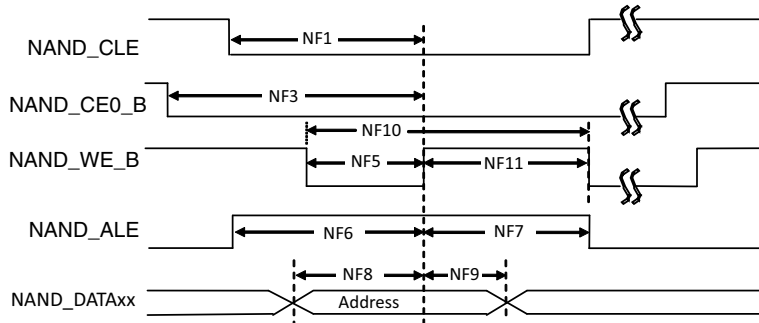 NAND_CLE
NF1
NAND_CE0_B
NF3
NF10
NAND_WE_B
NF5
NF11
NAND_ALE
NF6
NF7
NF8
NF9
NAND_DATAxx
Address